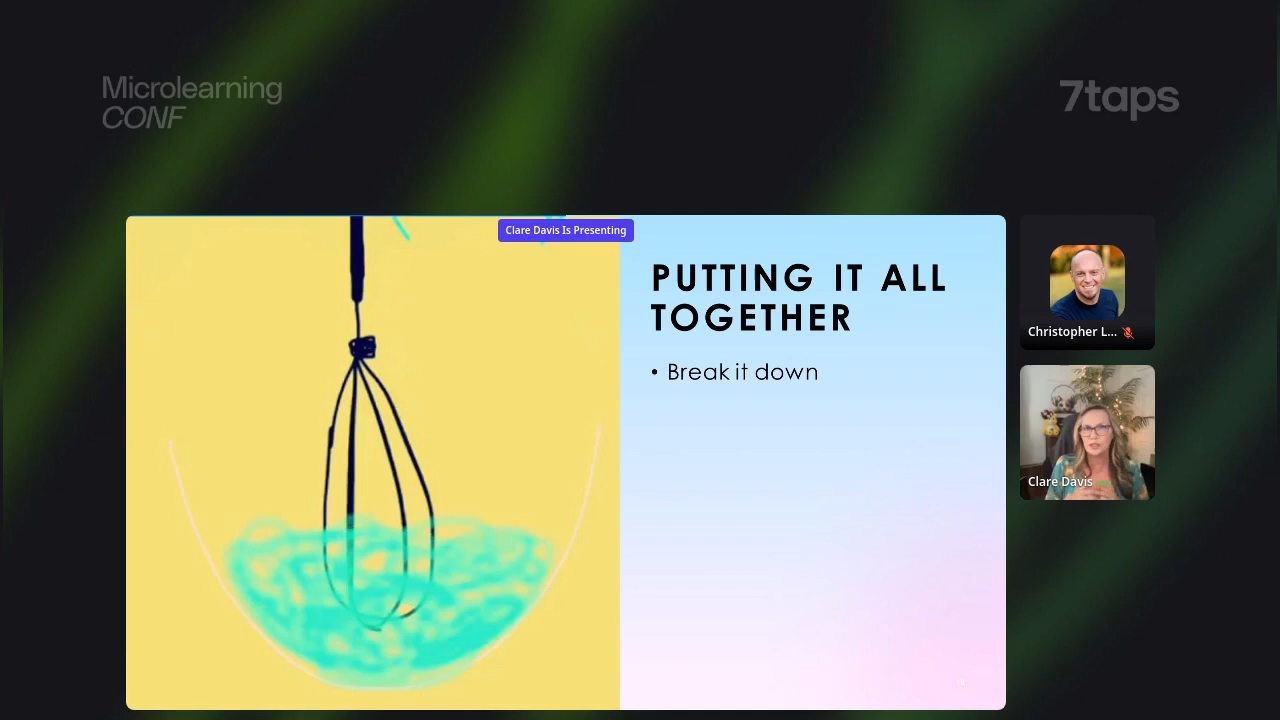 Microlearning
CONF
7taps
Clare Davis Is Presenting
PUTTING IT ALL
TOGETHER
• Break it down
Christopher L...
Clare Davis